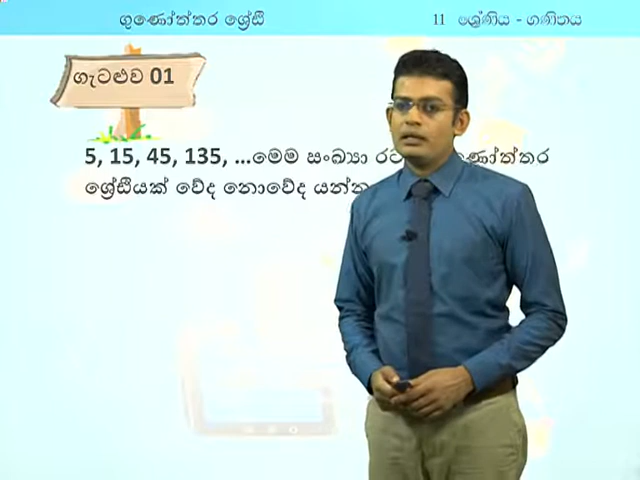 ගුණෝත්තර ශ්‍රේඪි
11 ශ්‍රේණිය - ගණිතය
ගැටළුව 01
5, 15, 45, 135, ...මෙම සංඛ්‍යා
ශ්‍රේඪියක් වේද නොවේද